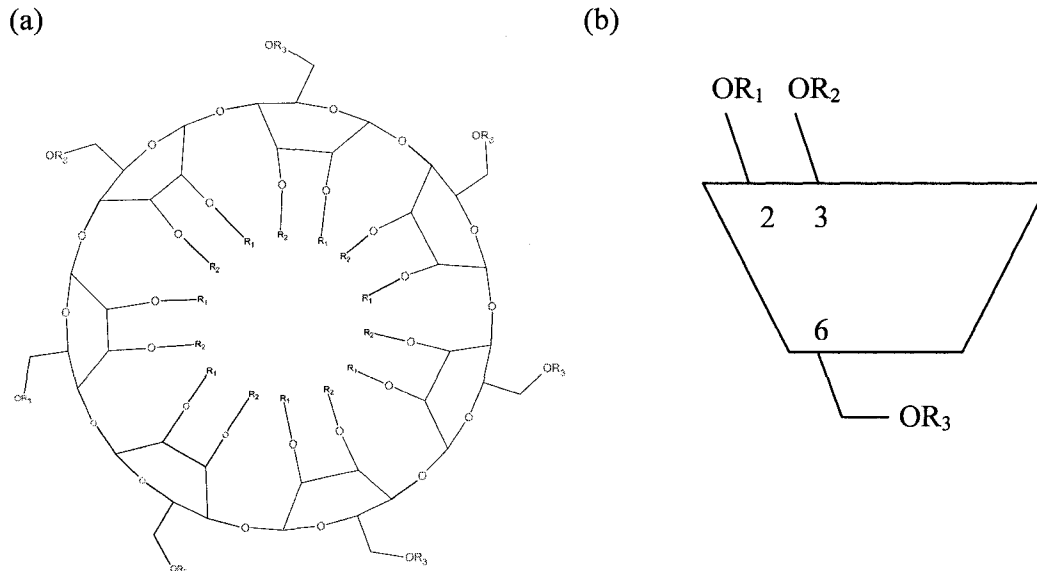 (a)
OR₃
O O
OR₃
O O
OR₃
O O
O
O O
R₂ R₁ R₁
O
R₂
R₂
O
O R₁ R₁
O
O
R₂ O
O R₂
R₁ R₁ OR₃
O
R₂ R₂ R₁
OR₃
O
O O
O O O
O O
O O
OR₃
(b)
OR₁ OR₂
2 3
6
OR₃